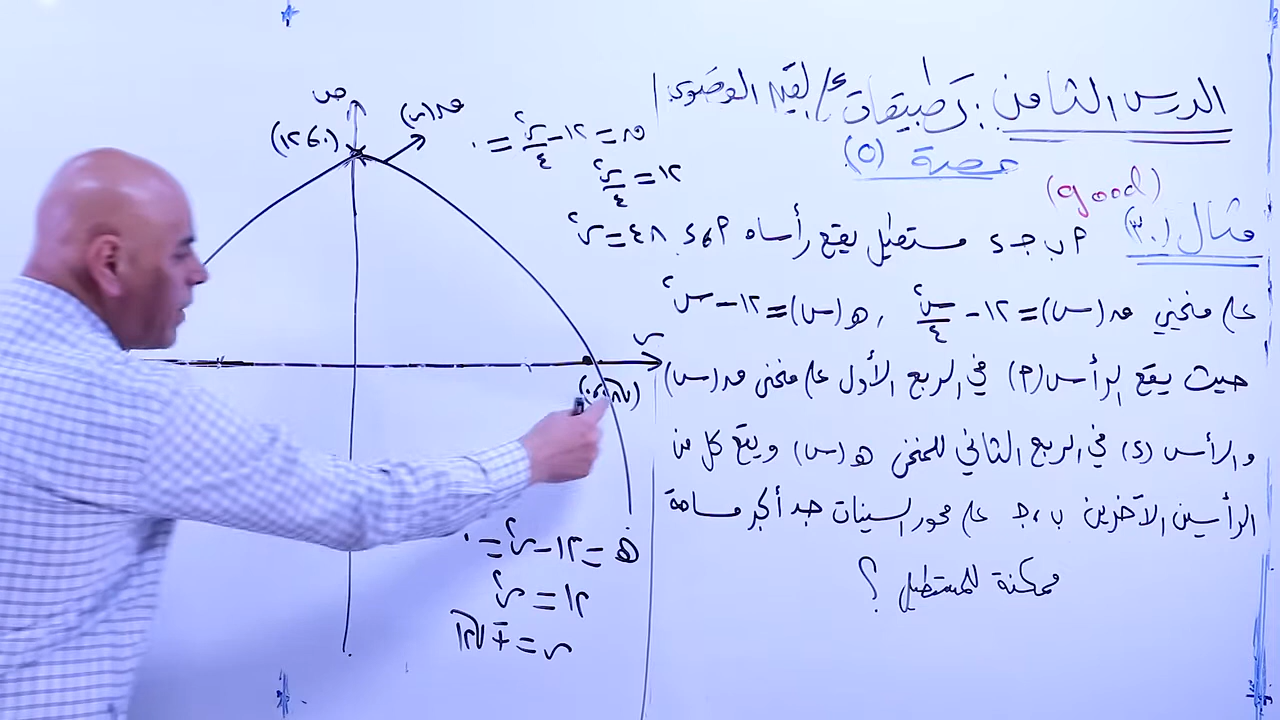 الدرس الثامن : تطبيقات على القيم القصوى
حصة (٥)
(good)
مثال (٣٠) م ب جـ د مستطيل يقع رأساه م ، د
على منحنيي ق(س) = ١٢ - س²/٤ , هـ(س) = ١٢ - س²
حيث يقع الرأس (م) في الربع الأول على منحنى ق(س)
والرأس (د) في الربع الثاني للمنحنى هـ(س) ويقع كل من
الرأسين الآخرين ب ، جـ على محور السينات جد أكبر مساحة
ممكنة للمستطيل ؟
ق = ١٢ - س²/٤ = ٠
١٢ = س²/٤
٤٨ = س²
ص
ق(س)
(٠، ١٢)
س
هـ = ١٢ - س² = ٠
١٢ = س²
س = ∓ √١٢